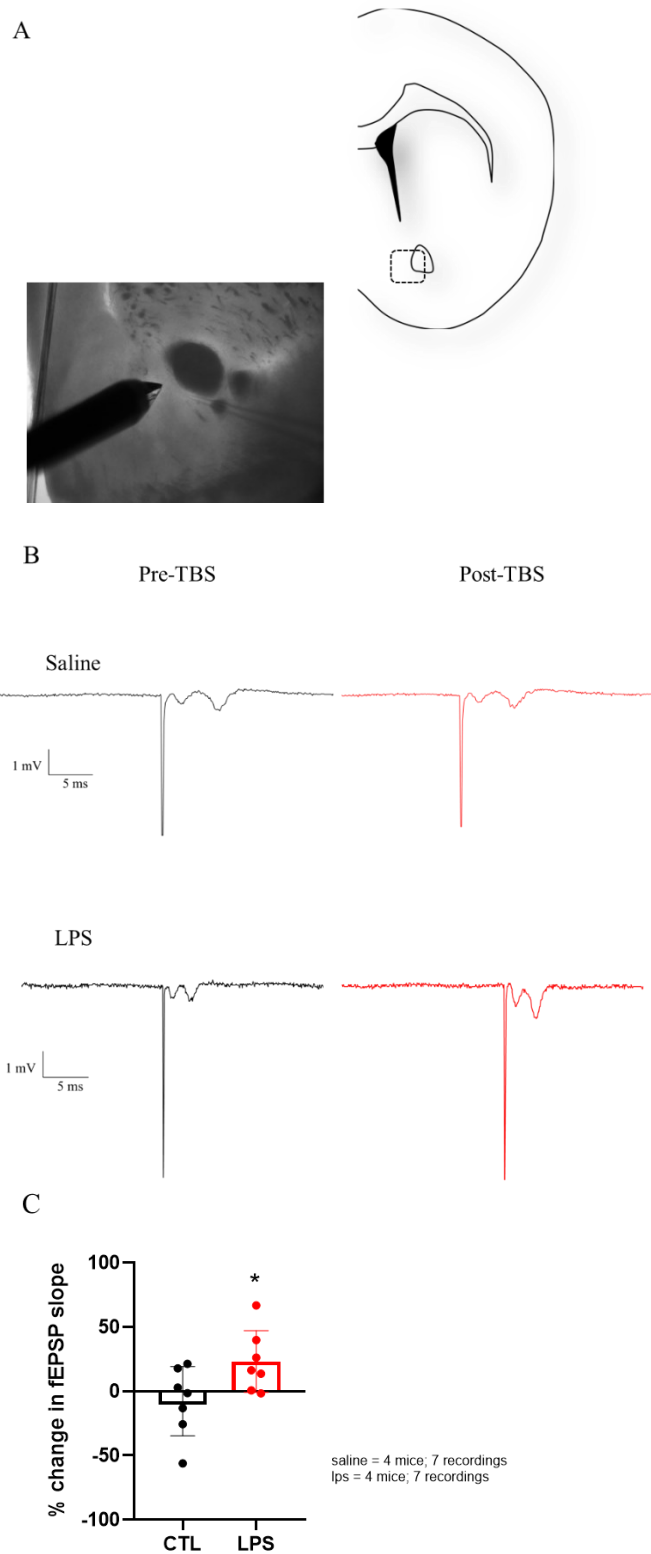 A
B
Pre-TBS Post-TBS
Saline
1 mV
5 ms
LPS
1 mV
5 ms
C
% change in fEPSP slope
100
50
0
-50
-100
*
CTL LPS
saline = 4 mice; 7 recordings
lps = 4 mice; 7 recordings